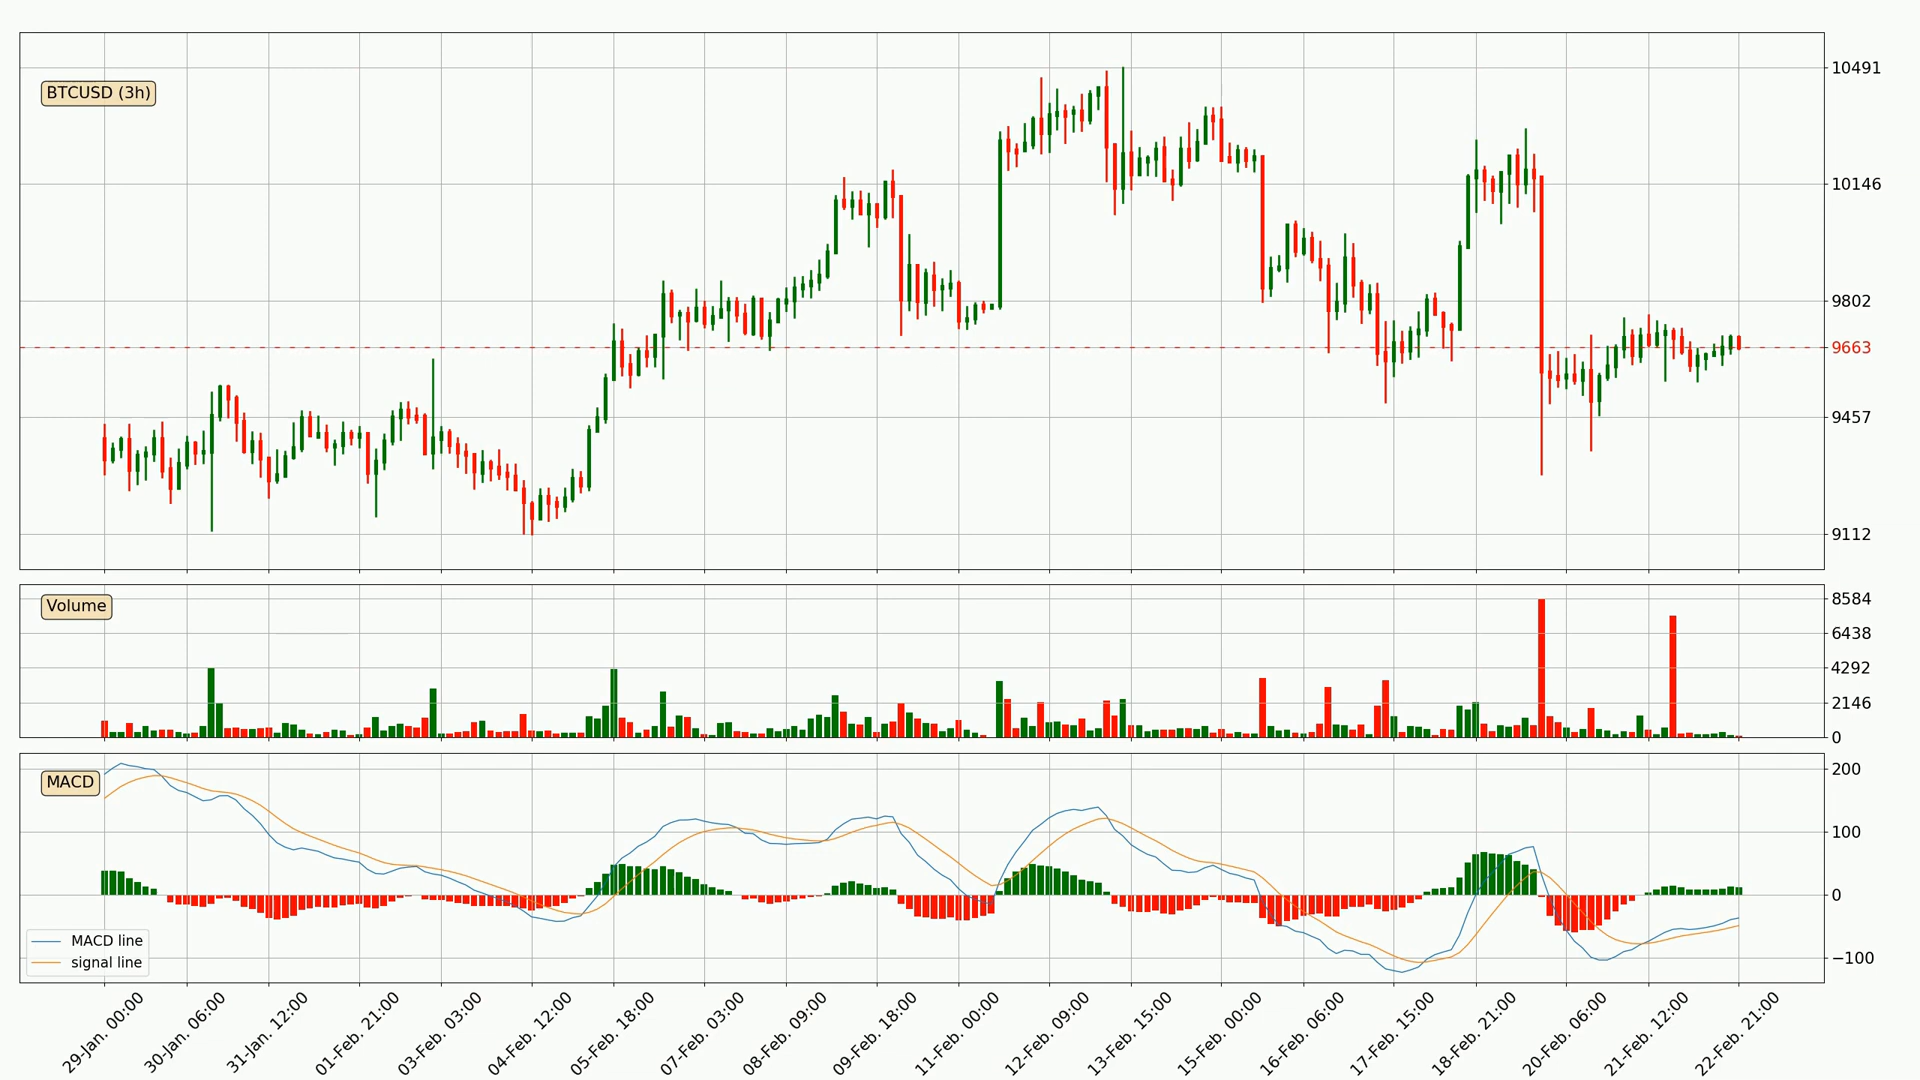 BTCUSD (3h)
10491
10146
9802
9663
9457
9112
Volume
8584
6438
4292
2146
0
MACD
200
100
0
−100
MACD line
signal line
29-Jan. 00:00
30-Jan. 06:00
31-Jan. 12:00
01-Feb. 21:00
03-Feb. 03:00
04-Feb. 12:00
05-Feb. 18:00
07-Feb. 03:00
08-Feb. 09:00
09-Feb. 18:00
11-Feb. 00:00
12-Feb. 09:00
13-Feb. 15:00
15-Feb. 00:00
16-Feb. 06:00
17-Feb. 15:00
18-Feb. 21:00
20-Feb. 06:00
21-Feb. 12:00
22-Feb. 21:00